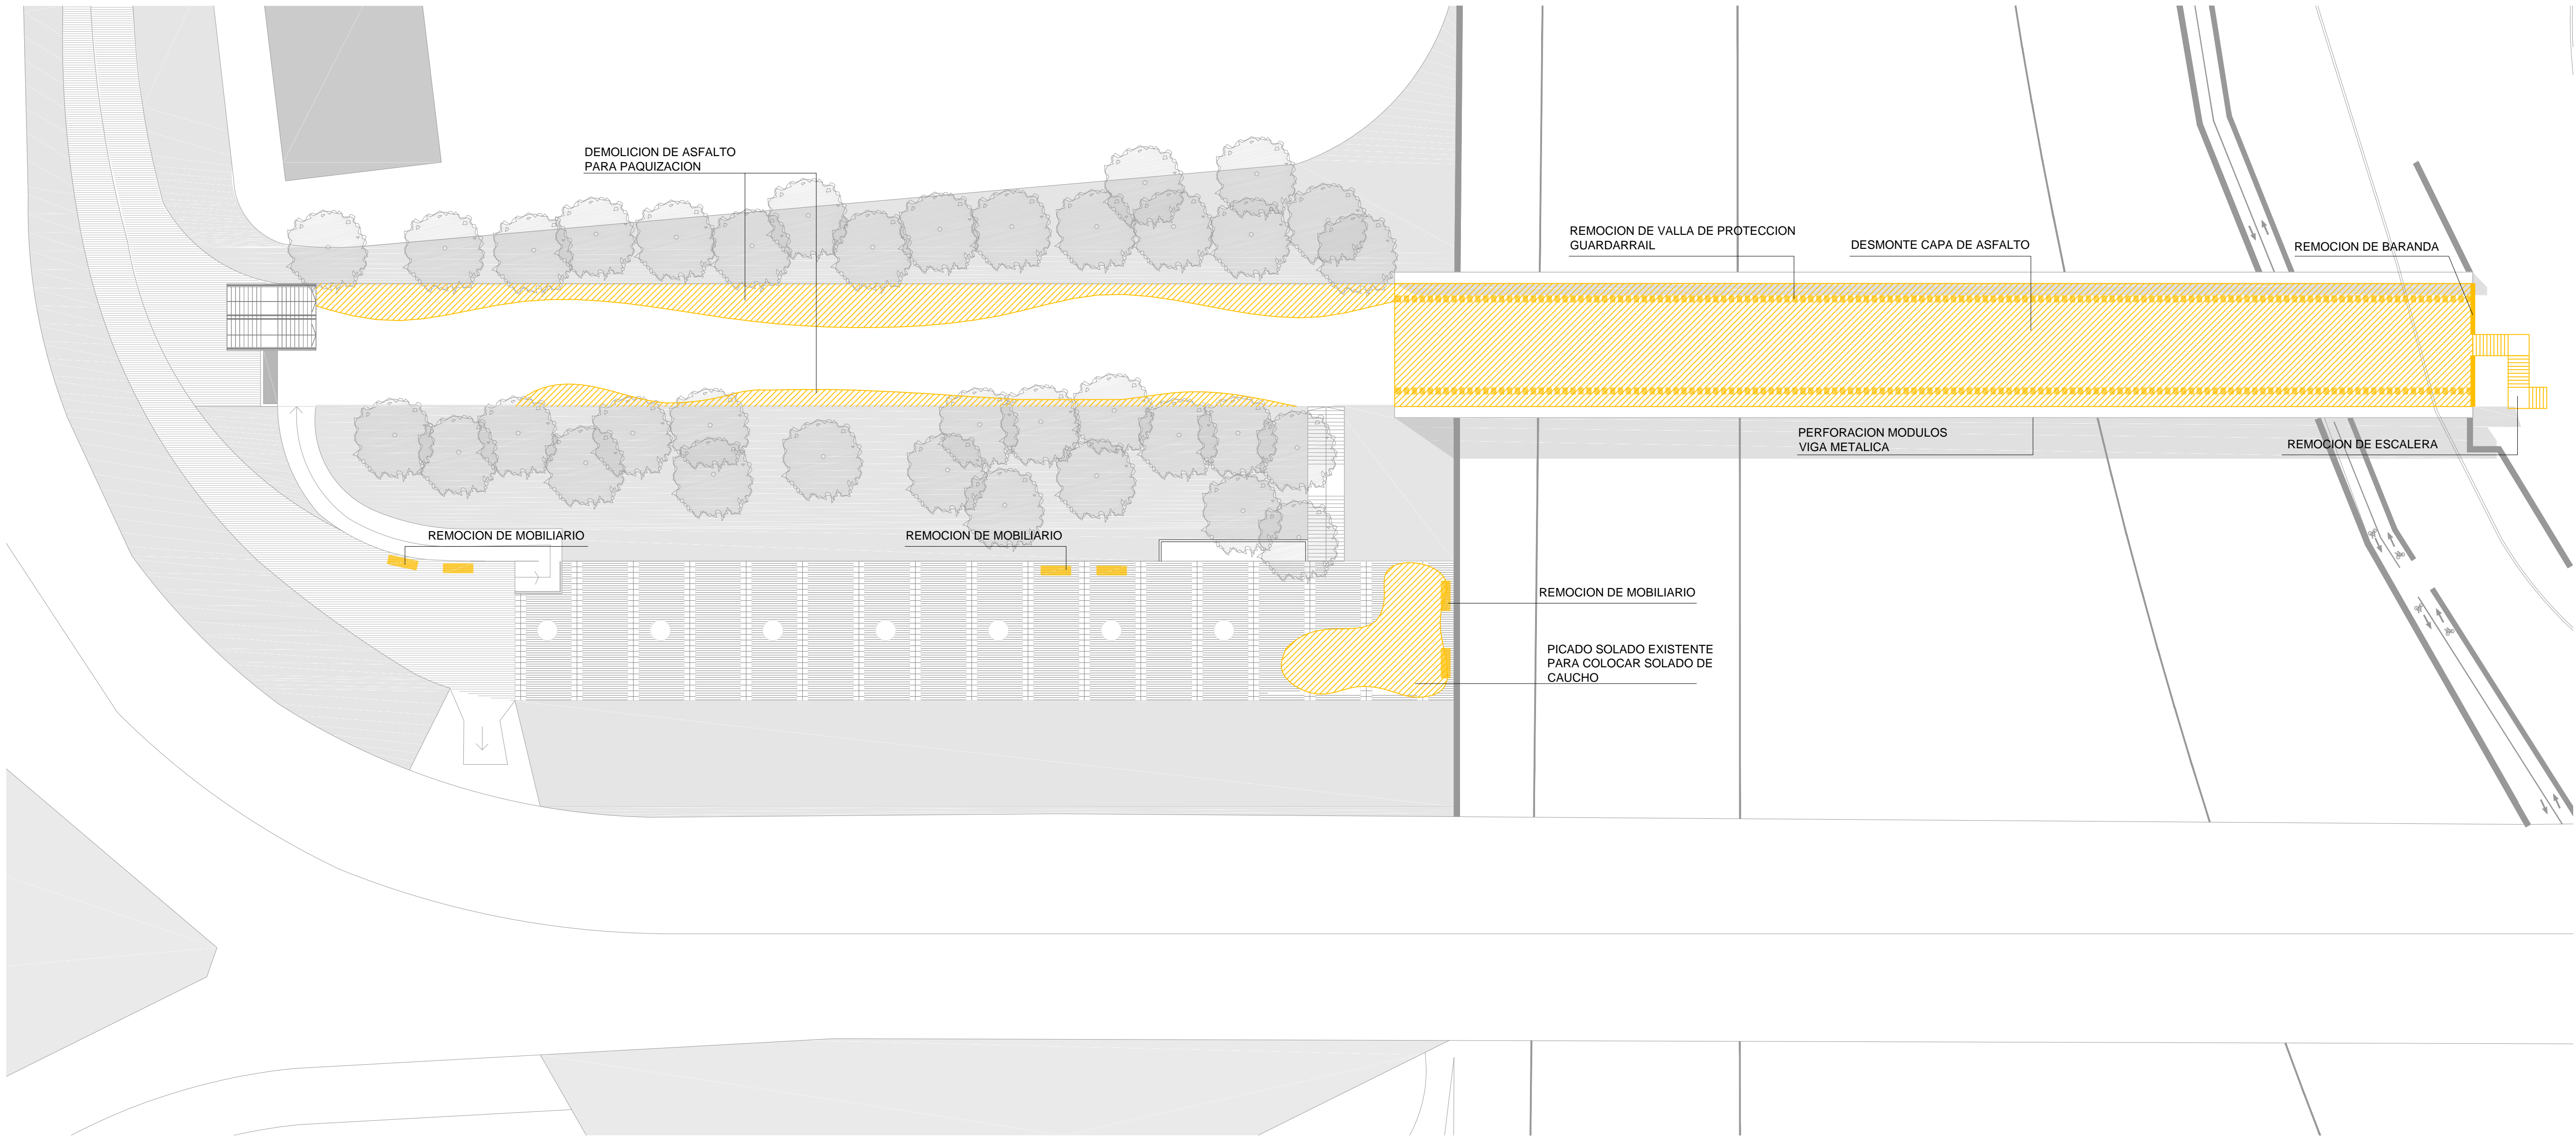 DEMOLICION DE ASFALTO
PARA PAQUIZACION
REMOCION DE VALLA DE PROTECCION
GUARDARRAIL
DESMONTE CAPA DE ASFALTO
REMOCION DE BARANDA
PERFORACION MODULOS
VIGA METALICA
REMOCION DE ESCALERA
REMOCION DE MOBILIARIO
REMOCION DE MOBILIARIO
REMOCION DE MOBILIARIO
PICADO SOLADO EXISTENTE
PARA COLOCAR SOLADO DE
CAUCHO